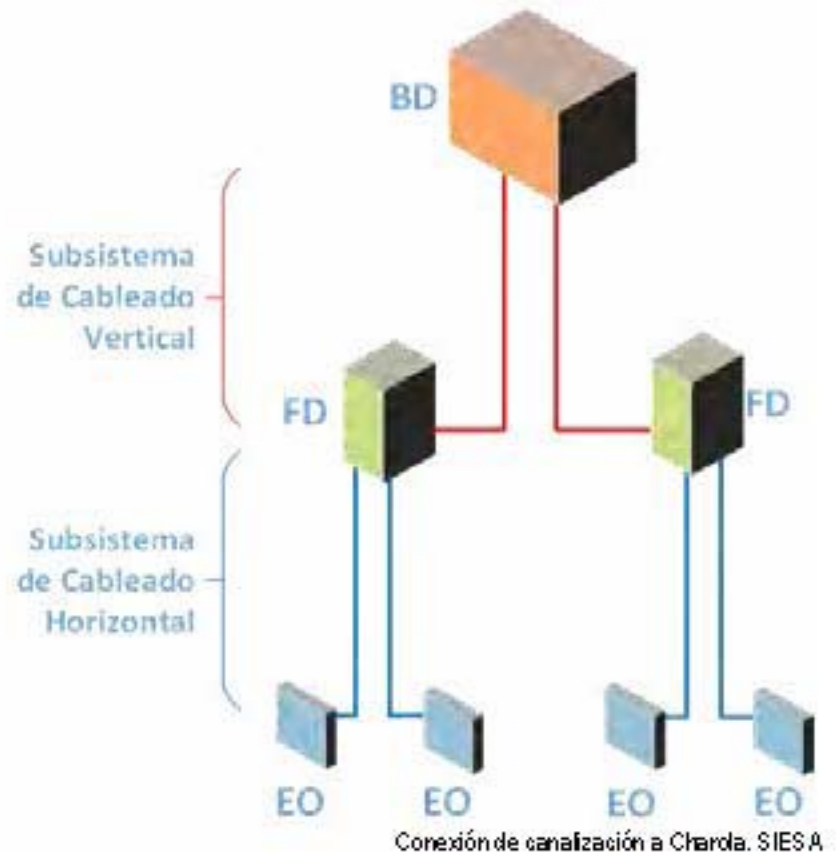 BD
Subsistema
de Cableado
Vertical
FD
FD
Subsistema
de Cableado
Horizontal
EO
EO
EO
EO
Conexión de canalización a Charola. SIESA